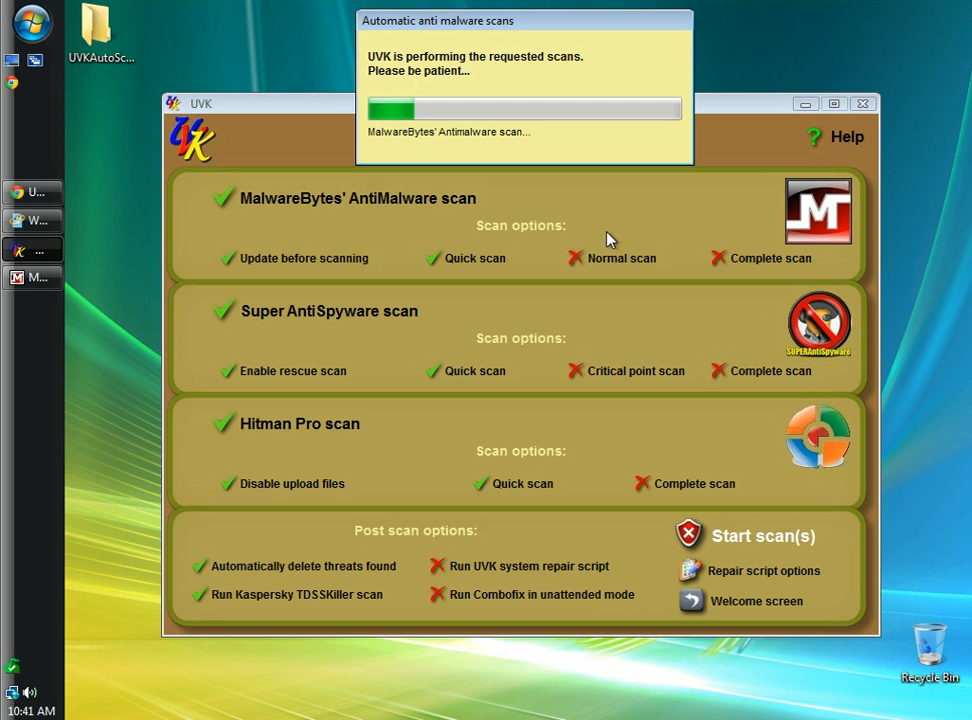 UVKAutoSc...
Automatic anti malware scans
UVK is performing the requested scans.
Please be patient...
MalwareBytes' Antimalware scan...
UVK
UVK
Help
MalwareBytes' AntiMalware scan
Scan options:
Update before scanning
Quick scan
Normal scan
Complete scan
Super AntiSpyware scan
Scan options:
SUPERAntiSpyware
Enable rescue scan
Quick scan
Critical point scan
Complete scan
Hitman Pro scan
Scan options:
Disable upload files
Quick scan
Complete scan
Post scan options:
Start scan(s)
Automatically delete threats found
Run UVK system repair script
Repair script options
Run Kaspersky TDSSKiller scan
Run Combofix in unattended mode
Welcome screen
U...
W...
...
M...
10:41 AM
Recycle Bin